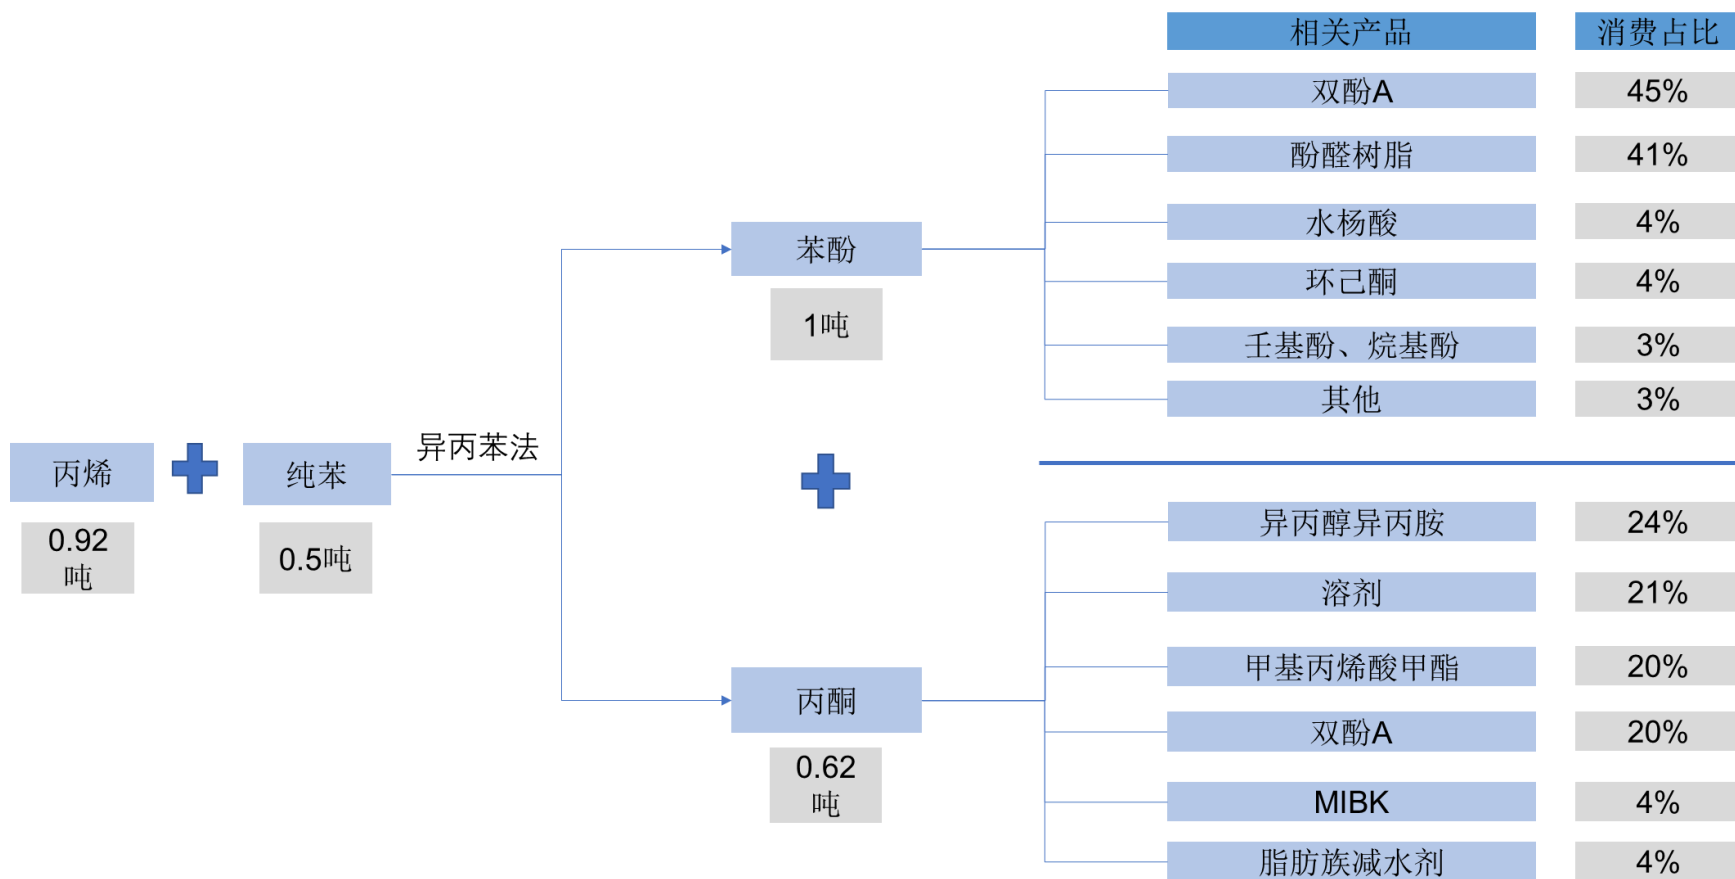 相关产品 消费占比
双酚A 45%
酚醛树脂 41%
水杨酸 4%
苯酚
环己酮 4%
1吨
壬基酚、烷基酚 3%
其他 3%
异丙苯法
丙烯 纯苯
0.92
吨
0.5吨
异丙醇异丙胺 24%
溶剂 21%
甲基丙烯酸甲酯 20%
丙酮
双酚A 20%
0.62
吨
MIBK 4%
脂肪族减水剂 4%